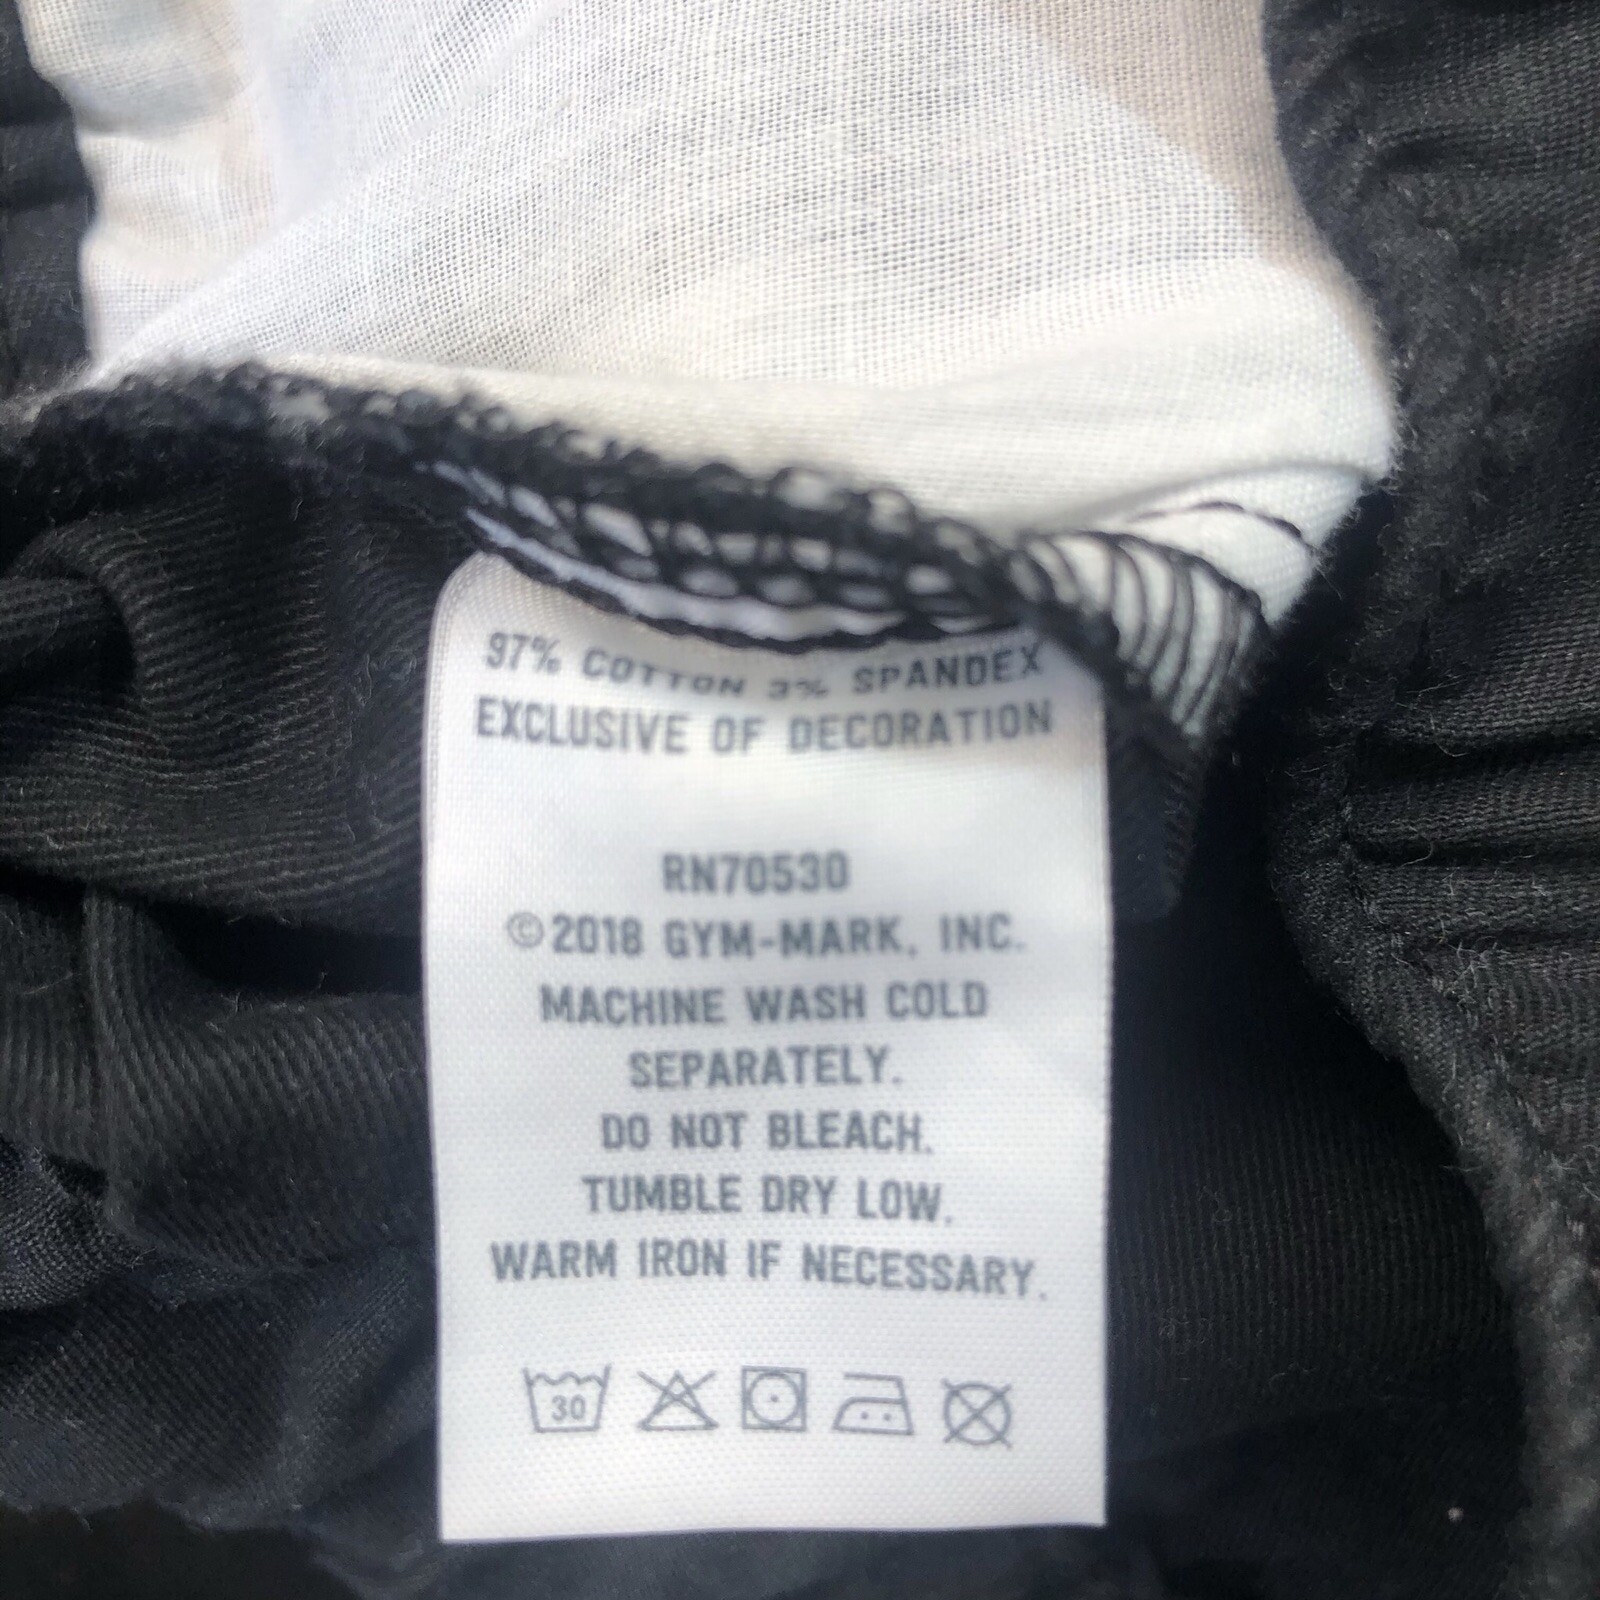 97% COTTON 3% SPANDEX
EXCLUSIVE OF DECORATION
RN70530
©2018 GYM-MARK, INC.
MACHINE WASH COLD
SEPARATELY.
DO NOT BLEACH.
TUMBLE DRY LOW.
WARM IRON IF NECESSARY.
30